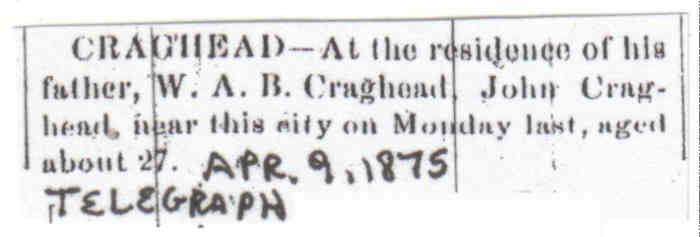 CRAGHEAD—At the residence of his
father, W. A. B. Craghead, John Crag-
head, near this city on Monday last, aged
about 27. APR. 9, 1875
TELEGRAPH